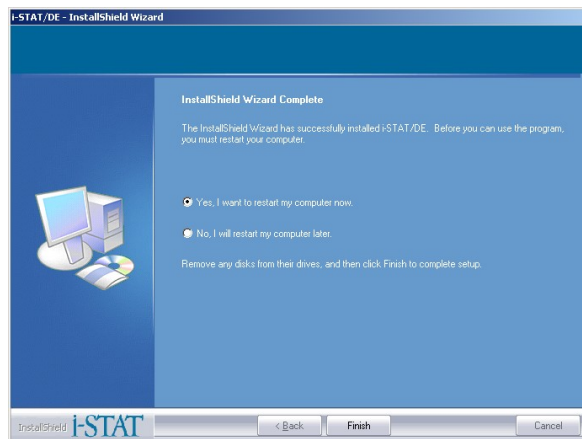 i-STAT/DE - InstallShield Wizard
InstallShield Wizard Complete
The InstallShield Wizard has successfully installed i-STAT/DE. Before you can use the program,
you must restart your computer.
Yes, I want to restart my computer now.
No, I will restart my computer later.
Remove any disks from their drives, and then click Finish to complete setup.
InstallShield i-STAT
< Back
Finish
Cancel